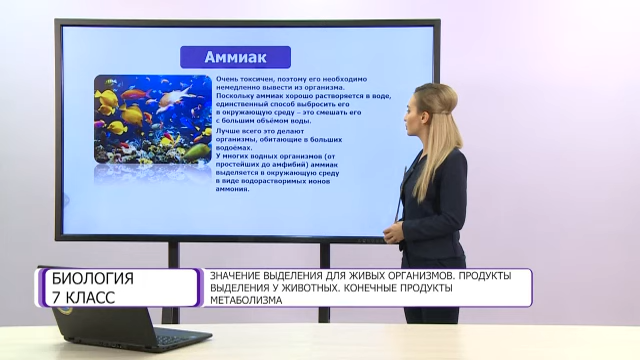 Аммиак
Очень токсичен, поэтому его необходимо
немедленно вывести из организма.
Поскольку аммиак хорошо растворяется в воде,
единственный способ выбросить его
в окружающую среду – это смешать его
с большим объёмом воды.
Лучше всего это делают
организмы, обитающие в больших
водоёмах.
У многих водных организмов (от
простейших до амфибий) аммиак
выделяется в окружающую среду
в виде водорастворимых ионов
аммония.
БИОЛОГИЯ
7 КЛАСС
ЗНАЧЕНИЕ ВЫДЕЛЕНИЯ ДЛЯ ЖИВЫХ ОРГАНИЗМОВ. ПРОДУКТЫ
ВЫДЕЛЕНИЯ У ЖИВОТНЫХ. КОНЕЧНЫЕ ПРОДУКТЫ
МЕТАБОЛИЗМА